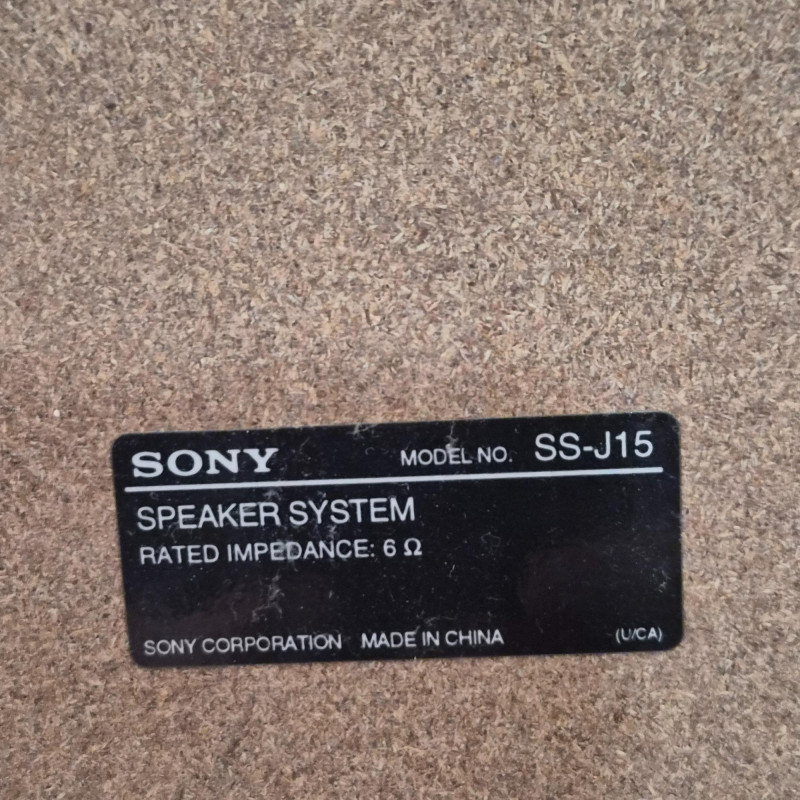 SONY MODEL NO. SS-J15
SPEAKER SYSTEM
RATED IMPEDANCE: 6 Ω
SONY CORPORATION MADE IN CHINA (U/CA)